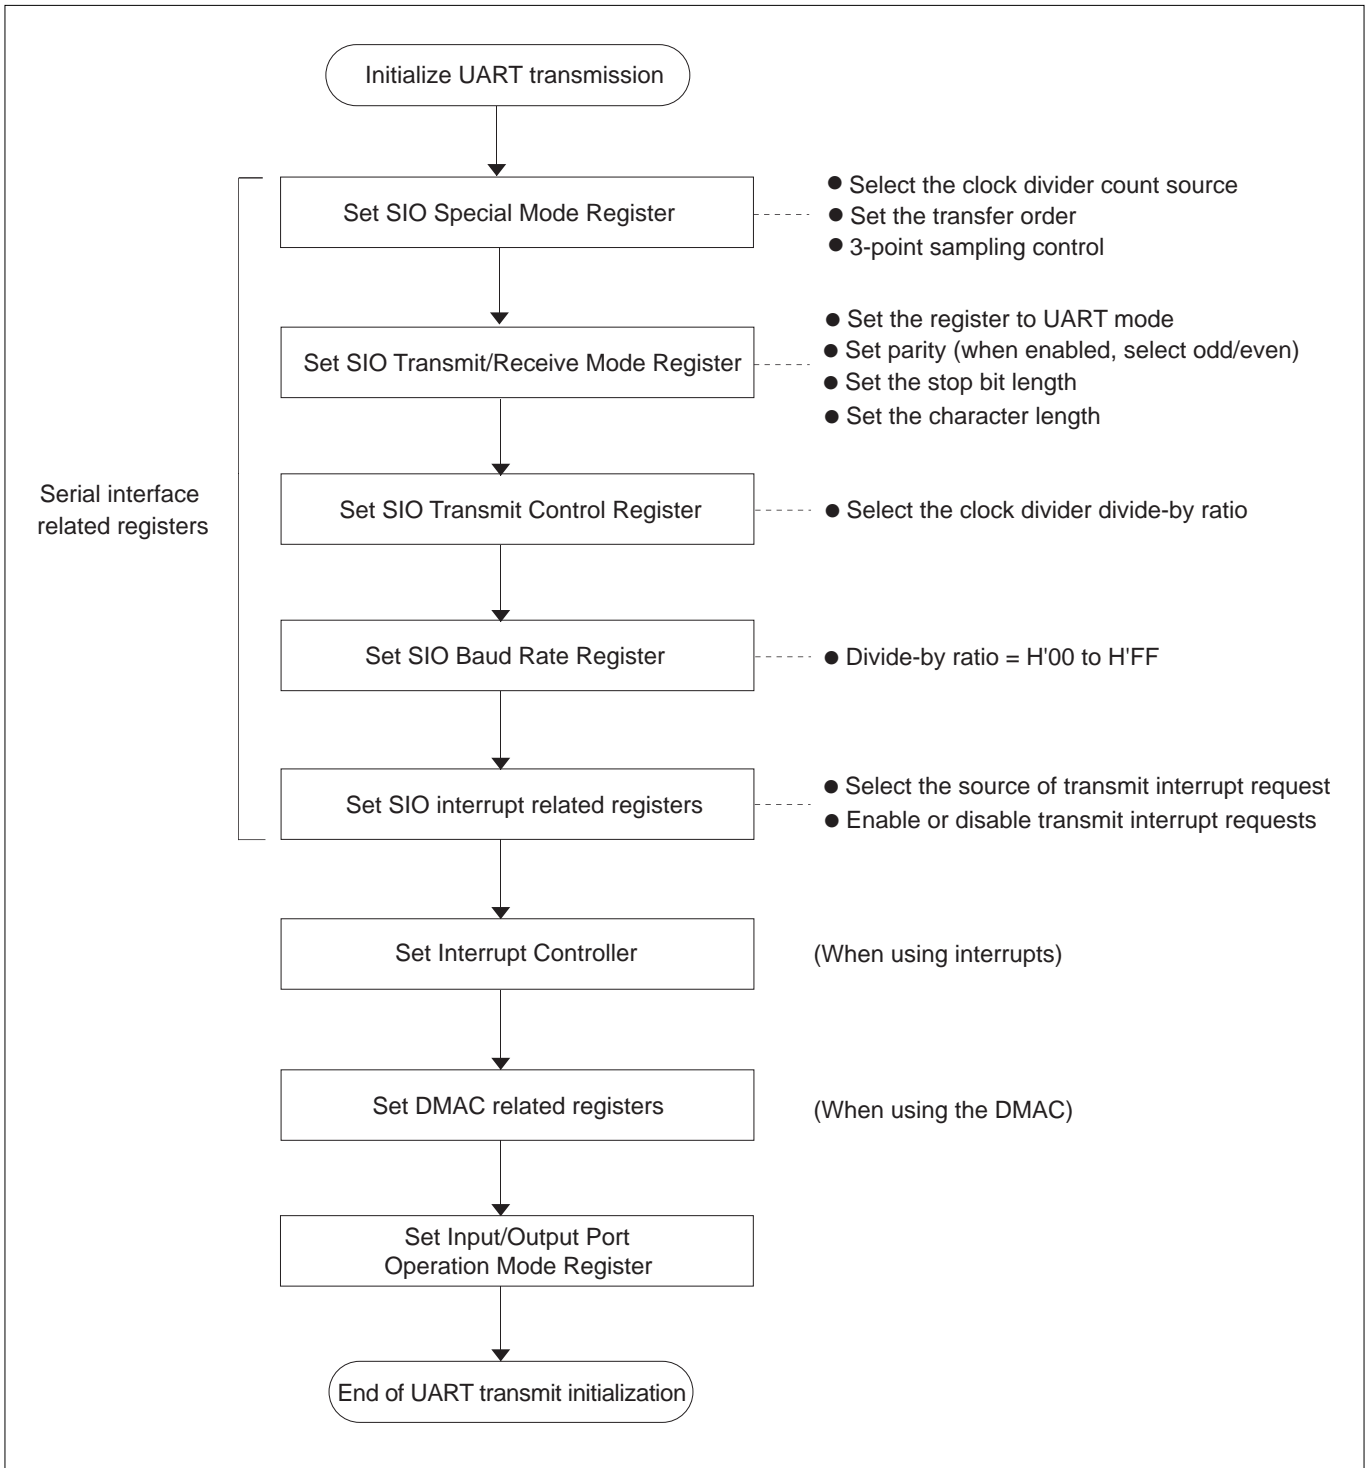 Initialize UART transmission
Set SIO Special Mode Register
● Select the clock divider count source
● Set the transfer order
● 3-point sampling control
Set SIO Transmit/Receive Mode Register
● Set the register to UART mode
● Set parity (when enabled, select odd/even)
● Set the stop bit length
● Set the character length
Serial interface
related registers
Set SIO Transmit Control Register
● Select the clock divider divide-by ratio
Set SIO Baud Rate Register
● Divide-by ratio = H'00 to H'FF
Set SIO interrupt related registers
● Select the source of transmit interrupt request
● Enable or disable transmit interrupt requests
Set Interrupt Controller
(When using interrupts)
Set DMAC related registers
(When using the DMAC)
Set Input/Output Port
Operation Mode Register
End of UART transmit initialization